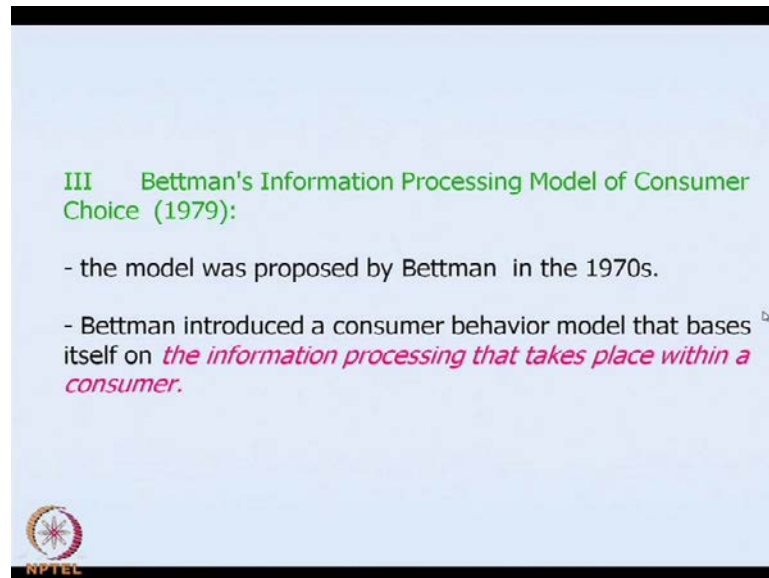 III Bettman's Information Processing Model of Consumer
Choice (1979):
- the model was proposed by Bettman in the 1970s.
- Bettman introduced a consumer behavior model that bases
itself on the information processing that takes place within a
consumer.
NPTEL